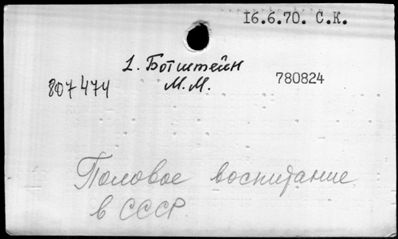 16.6.70. С.К.
1. Ботштейн
М.М.
807474
780824
Половое воспитание
в СССР